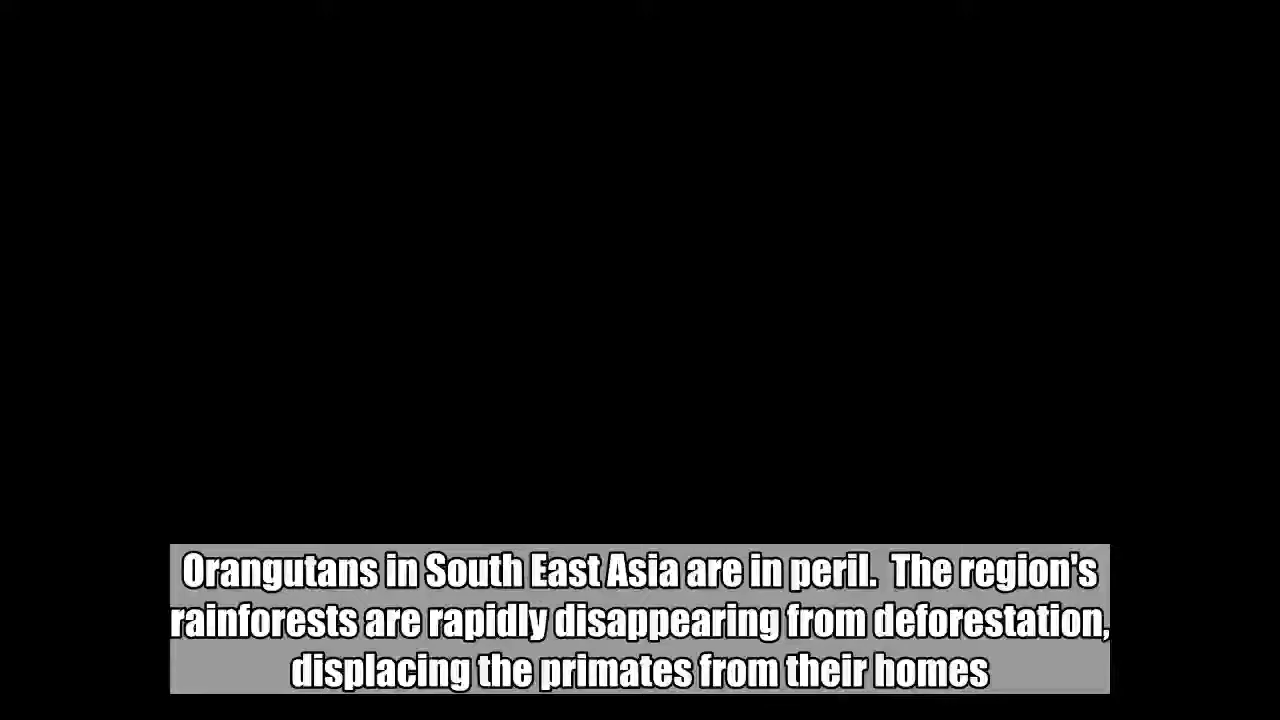 Orangutans in South East Asia are in peril.  The region's
rainforests are rapidly disappearing from deforestation,
displacing the primates from their homes